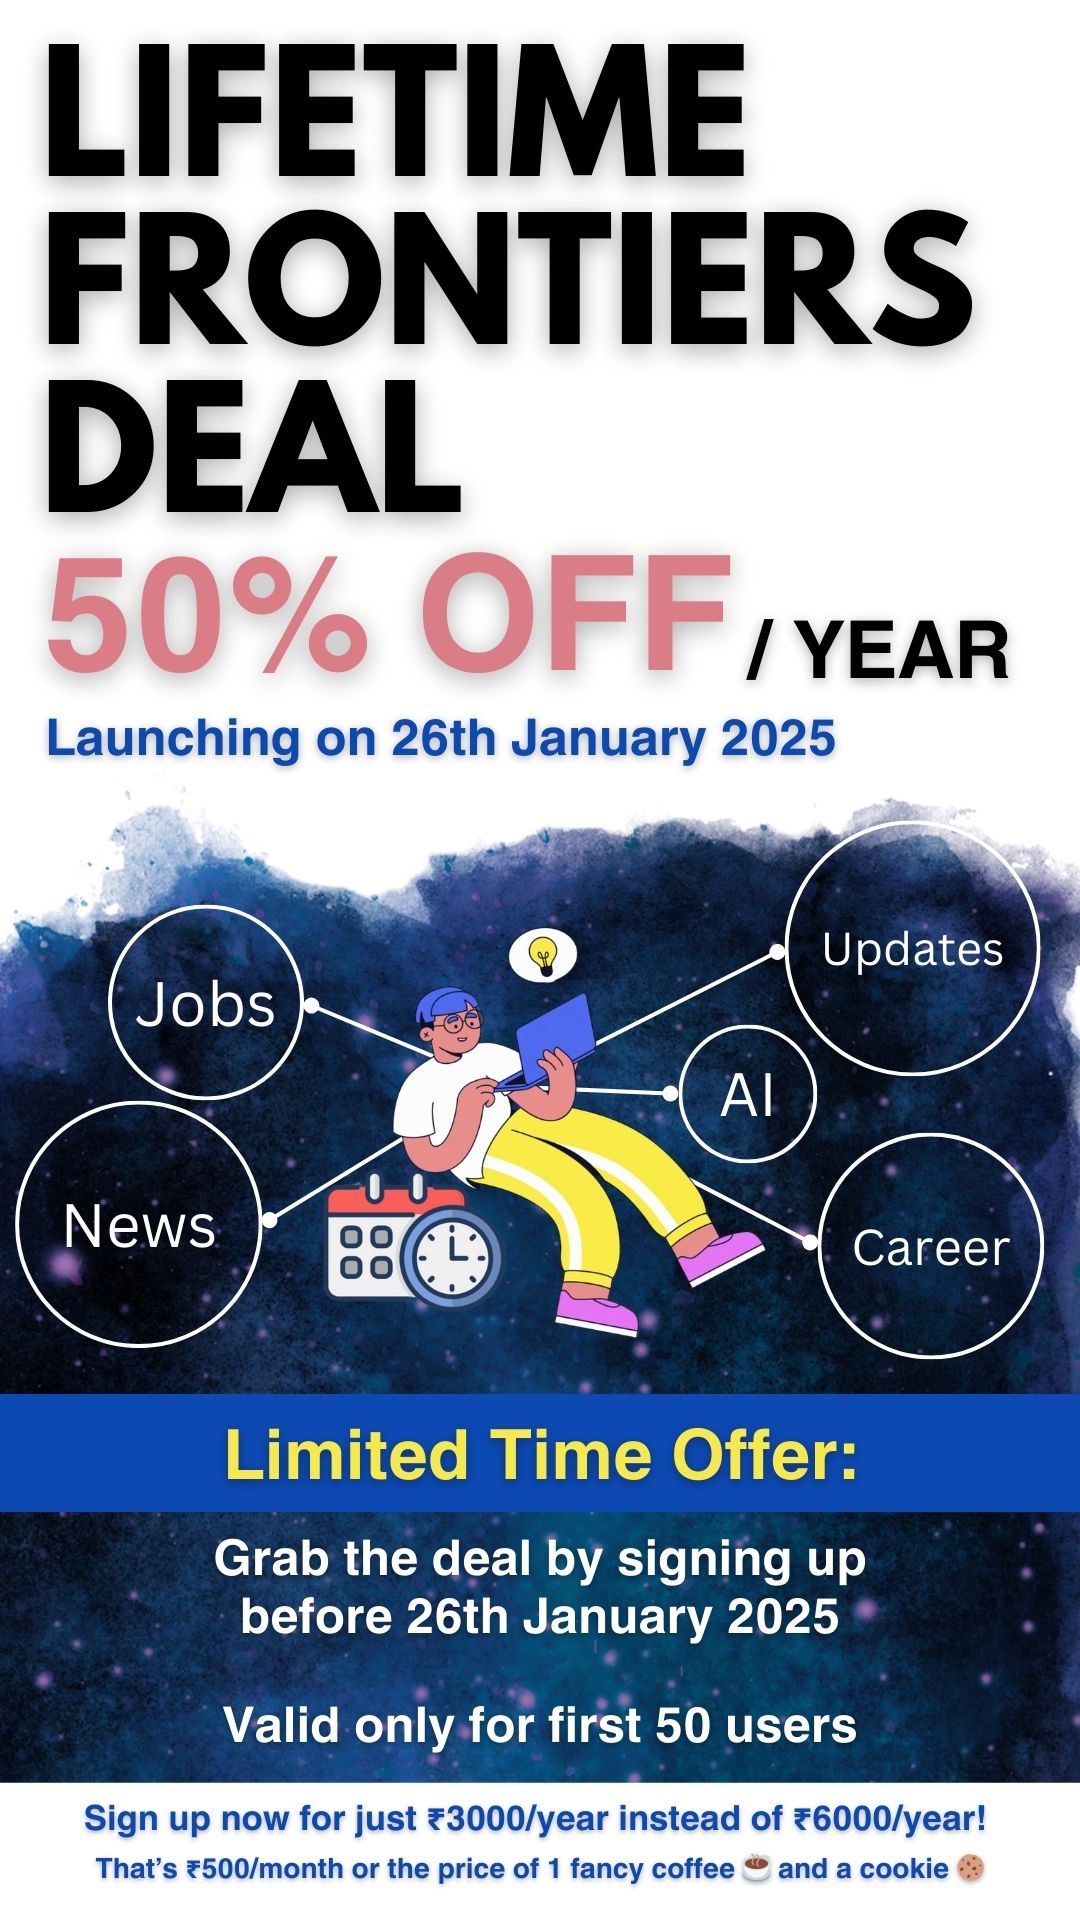 LIFETIME
FRONTIERS
DEAL
50% OFF / YEAR
Launching on 26th January 2025
Updates
Jobs
AI
News
Career
Limited Time Offer:
Grab the deal by signing up
before 26th January 2025
Valid only for first 50 users
Sign up now for just ₹3000/year instead of ₹6000/year!
That’s ₹500/month or the price of 1 fancy coffee ☕ and a cookie 🍪